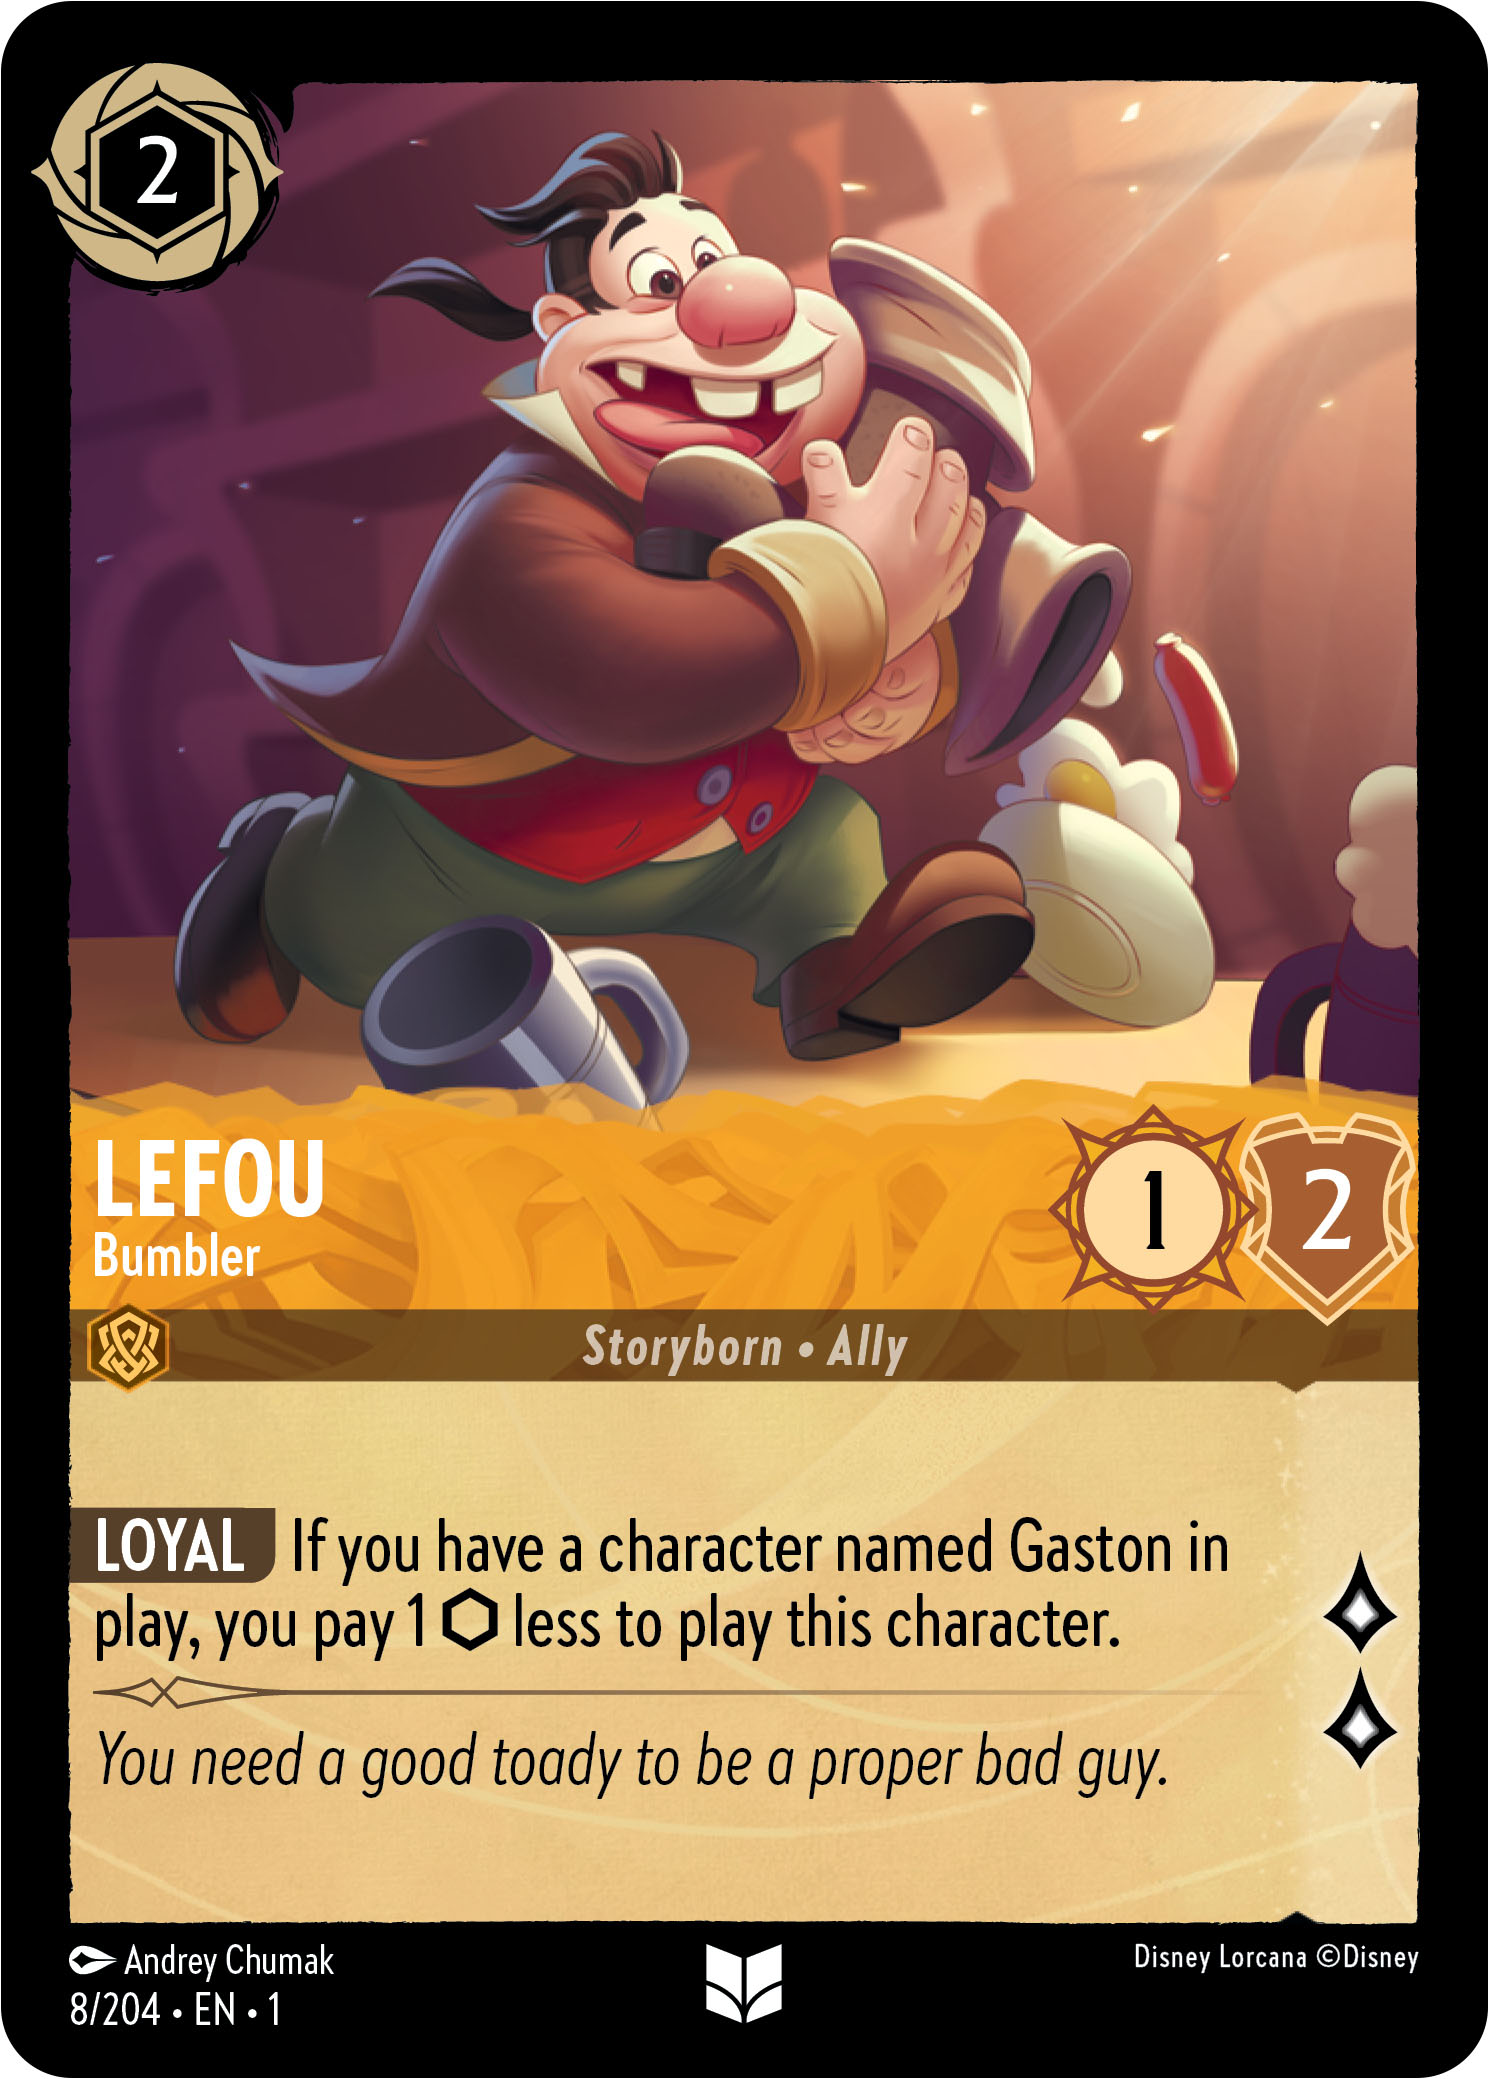 2
LEFOU
Bumbler
1
2
Storyborn • Ally
LOYAL If you have a character named Gaston in
play, you pay 1 ⬡ less to play this character.
You need a good toady to be a proper bad guy.
Andrey Chumak
Disney Lorcana ©Disney
8/204 • EN • 1